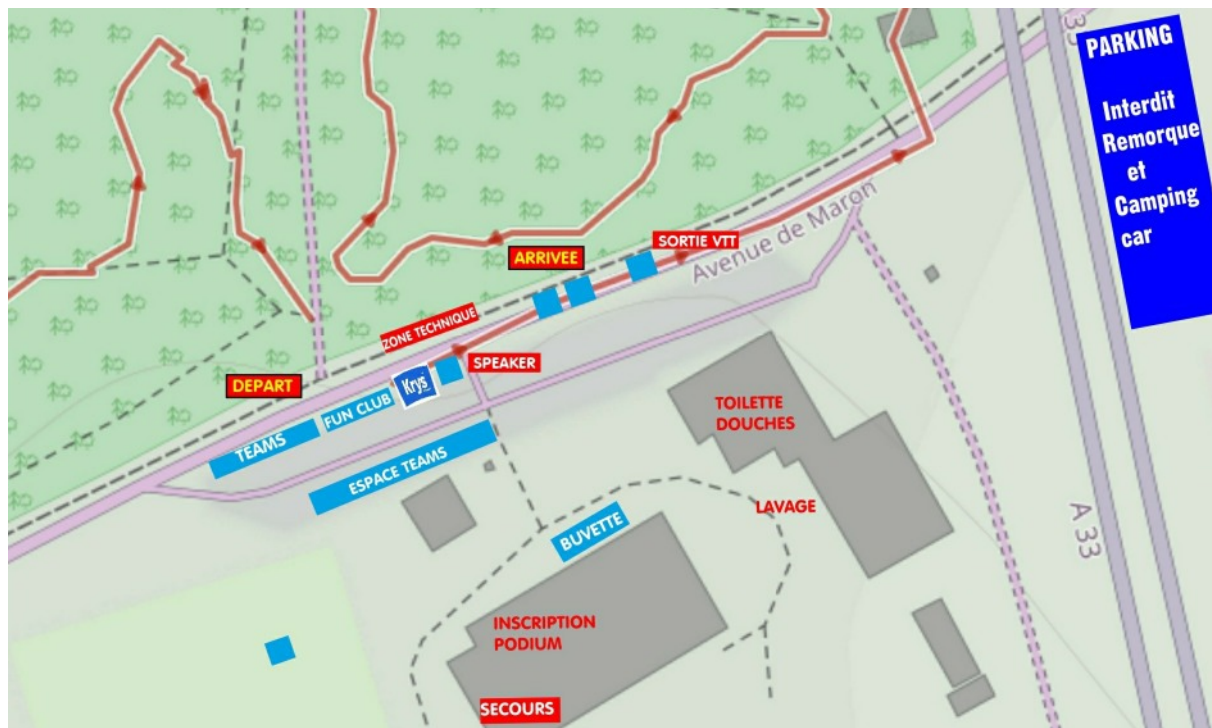 33
PARKING
Interdit
Remorque
et
Camping
car
SORTIE VTT
Avenue de Maron
ARRIVEE
ZONE TECHNIQUE
SPEAKER
DEPART
Krys
FUN CLUB
TEAMS
ESPACE TEAMS
TOILETTE
DOUCHES
LAVAGE
A 33
BUVETTE
INSCRIPTION
PODIUM
SECOURS